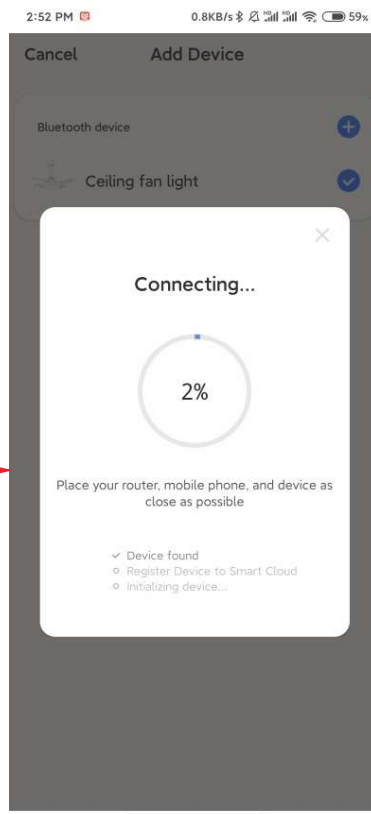 2:52 PM 0.8KB/s 59%
Cancel Add Device
Bluetooth device
Ceiling fan light
Connecting...
2%
Place your router, mobile phone, and device as
close as possible
Device found
Register Device to Smart Cloud
Initializing device...